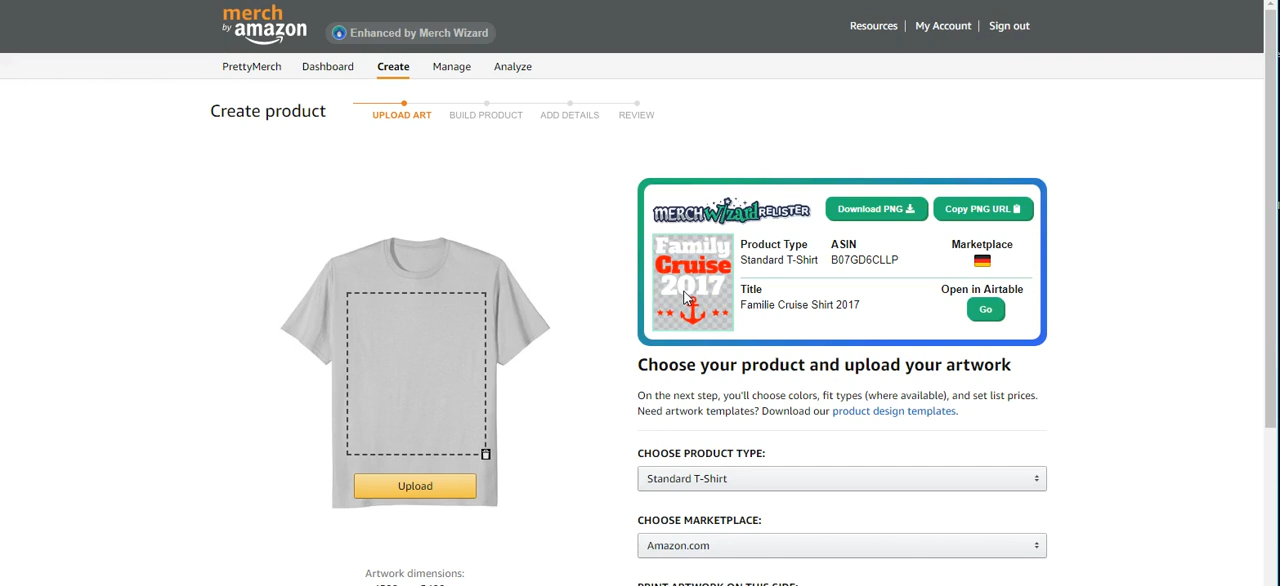 merch
by amazon
Enhanced by Merch Wizard
Resources
My Account
Sign out
PrettyMerch
Dashboard
Create
Manage
Analyze
Create product
UPLOAD ART
BUILD PRODUCT
ADD DETAILS
REVIEW
MERCH Wizard RELISTER
Download PNG
Copy PNG URL
Family
Cruise
2017
Product Type
ASIN
Marketplace
Standard T-Shirt
B07GD6CLLP
Title
Open in Airtable
Familie Cruise Shirt 2017
Go
Choose your product and upload your artwork
On the next step, you'll choose colors, fit types (where available), and set list prices.
Need artwork templates? Download our product design templates.
CHOOSE PRODUCT TYPE:
Standard T-Shirt
Upload
CHOOSE MARKETPLACE:
Amazon.com
Artwork dimensions:
PRINT ARTWORK ON THIS SIDE: